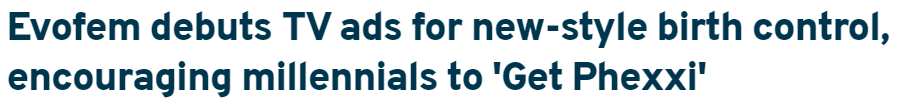 Evofem debuts TV ads for new-style birth control,
encouraging millennials to 'Get Phexxi'